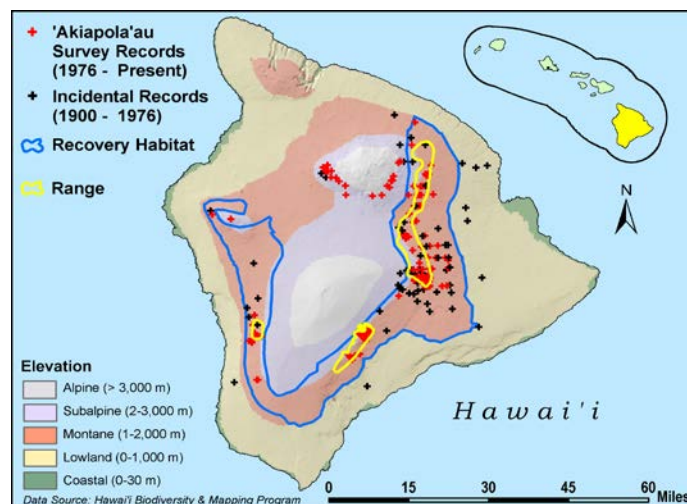 'Akiapola'au
Survey Records
(1976 - Present)
Incidental Records
(1900 - 1976)
Recovery Habitat
Range
N
Elevation
Alpine (> 3,000 m)
Subalpine (2-3,000 m)
Montane (1-2,000 m)
Lowland (0-1,000 m)
Coastal (0-30 m)
Hawai'i
Data Source: Hawai'i Biodiversity & Mapping Program
0 15 30 45 60
Miles